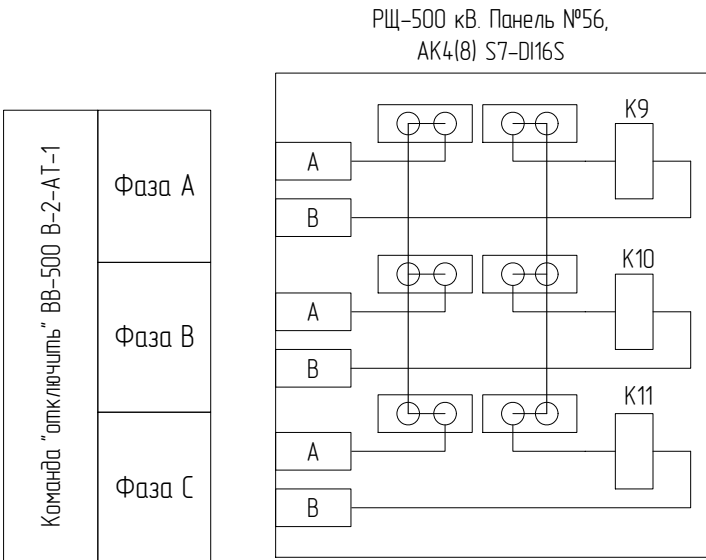 РЩ-500 кВ. Панель №56,
АК4(8) S7-DI16S
Команда "отключить" ВВ-500 В-2-АТ-1
Фаза А
Фаза В
Фаза С
А
В
К9
А
В
К10
А
В
К11